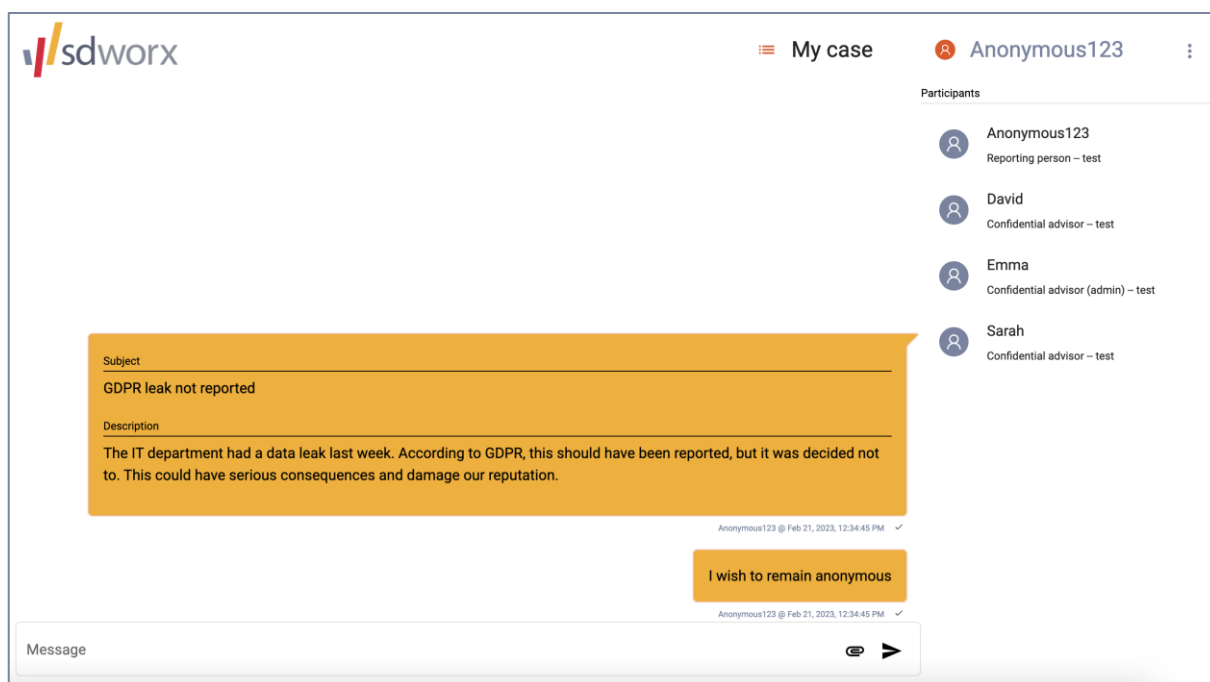 sdworx
My case
Anonymous123
Participants
Anonymous123
Reporting person – test
David
Confidential advisor – test
Emma
Confidential advisor (admin) – test
Sarah
Confidential advisor – test
Subject
GDPR leak not reported
Description
The IT department had a data leak last week. According to GDPR, this should have been reported, but it was decided not
to. This could have serious consequences and damage our reputation.
Anonymous123 @ Feb 21, 2023, 12:34:45 PM
I wish to remain anonymous
Anonymous123 @ Feb 21, 2023, 12:34:45 PM
Message